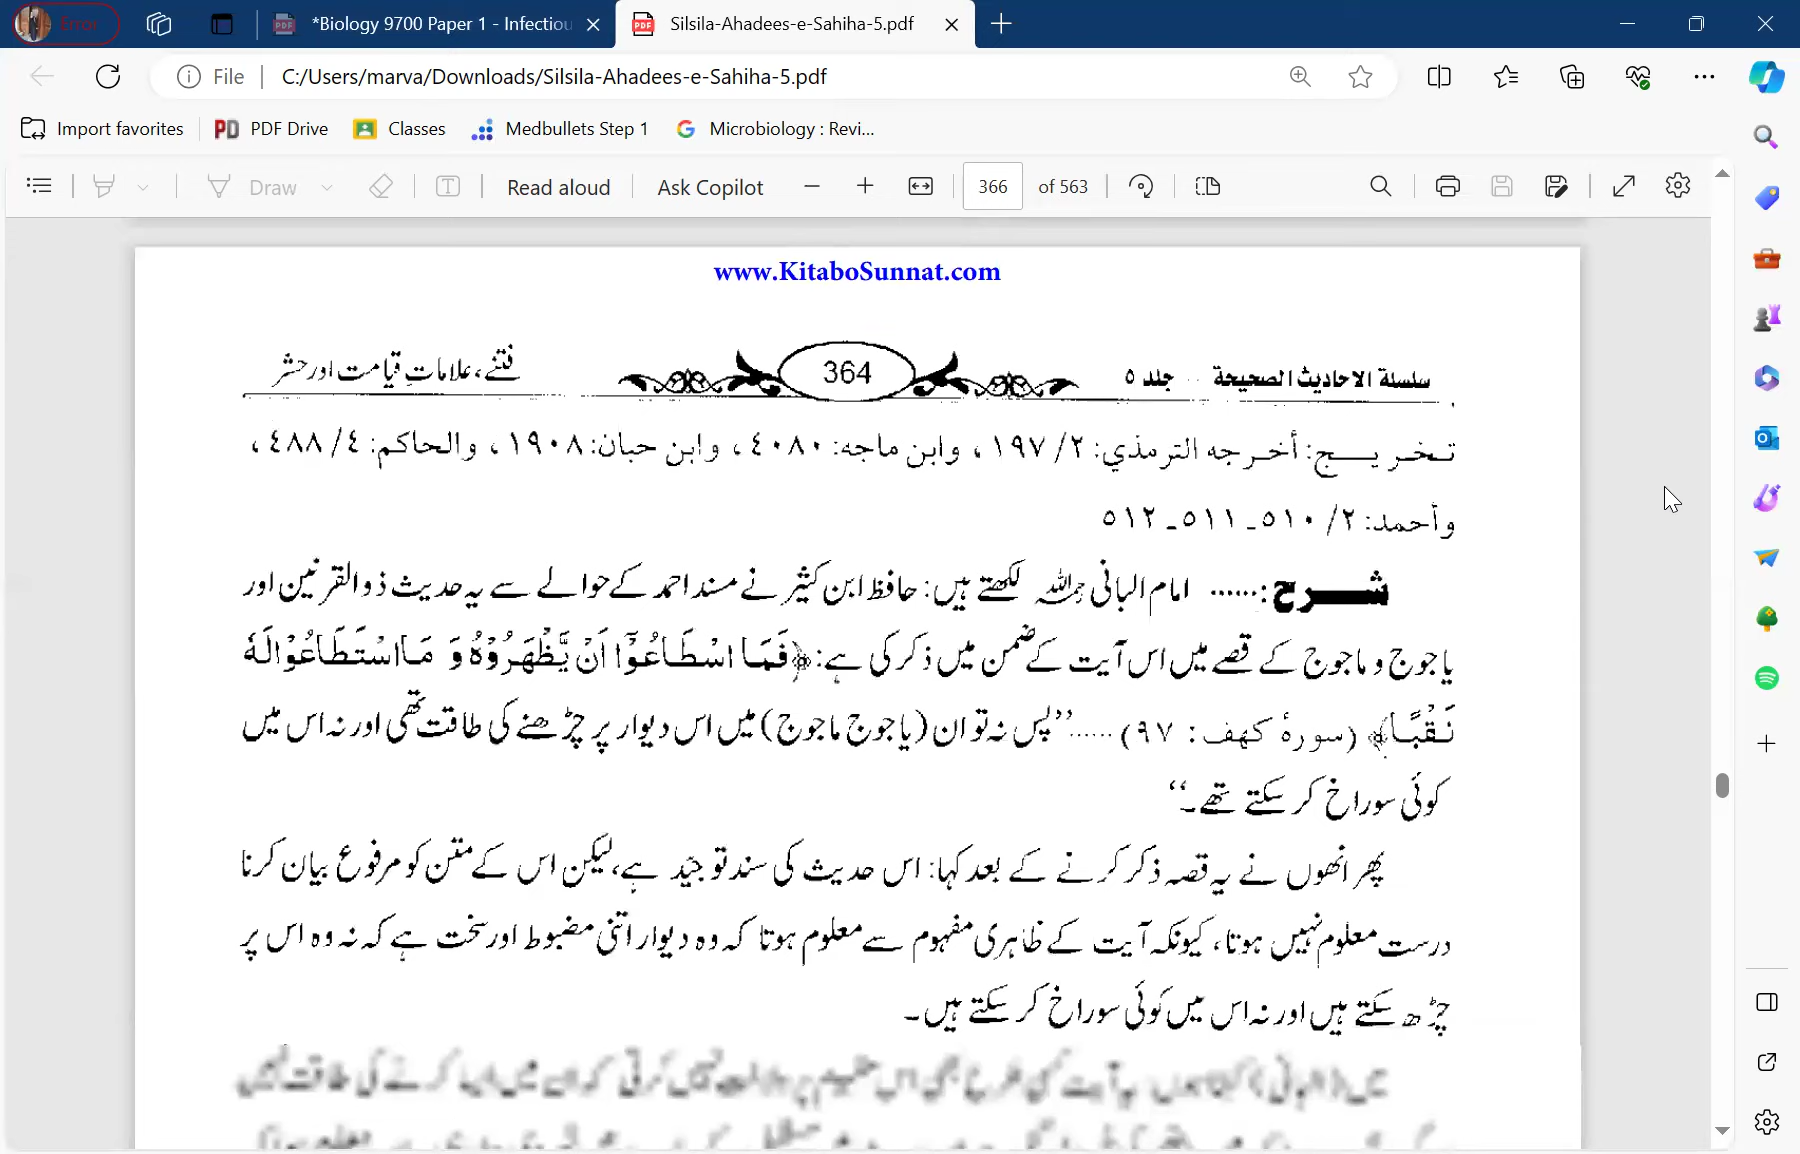 Error
*Biology 9700 Paper 1 - Infectiou
Silsila-Ahadees-e-Sahiha-5.pdf
File
C:/Users/marva/Downloads/Silsila-Ahadees-e-Sahiha-5.pdf
Import favorites
PDF Drive
Classes
Medbullets Step 1
Microbiology : Revi...
Draw
Read aloud
Ask Copilot
366 of 563
www.KitaboSunnat.com
سلسلة الاحاديث الصحيحة ... جلد ٥ 364 فتنے، علاماتِ قیامت اور حشر
تخريج: أخرجه الترمذي: ٢/ ١٩٧ ، وابن ماجه: ٤٠٨٠ ، وابن حبان: ١٩٠٨ ، والحاكم: ٤/ ٤٨٨ ،
وأحمد: ٢/ ٥١٠ ـ ٥١١ ـ ٥١٢
شرح:...... امام البانی رحمہ اللہ لکھتے ہیں: حافظ ابن کثیر نے مسند احمد کے حوالے سے یہ حدیث ذوالقرنین اور
یاجوج و ماجوج کے قصے میں اس آیت کے ضمن میں ذکر کی ہے: ﴿فَمَا اسْطَاعُوْٓا اَنْ يَّظْهَرُوْهُ وَ مَا اسْتَطَاعُوْا لَهٗ
نَقْبًا﴾ (سورۂ کهف: ٩٧) ...... ’’پس نہ تو ان (یاجوج ماجوج) میں اس دیوار پر چڑھنے کی طاقت تھی اور نہ اس میں
کوئی سوراخ کر سکتے تھے۔‘‘
پھر انھوں نے یہ قصہ ذکر کرنے کے بعد کہا: اس حدیث کی سند تو جیّد ہے، لیکن اس کے متن کو مرفوع بیان کرنا
درست معلوم نہیں ہوتا، کیونکہ آیت کے ظاہری مفہوم سے معلوم ہوتا کہ وہ دیوار اتنی مضبوط اور سخت ہے کہ نہ وہ اس پر
چڑھ سکتے ہیں اور نہ اس میں کوئی سوراخ کر سکتے ہیں۔